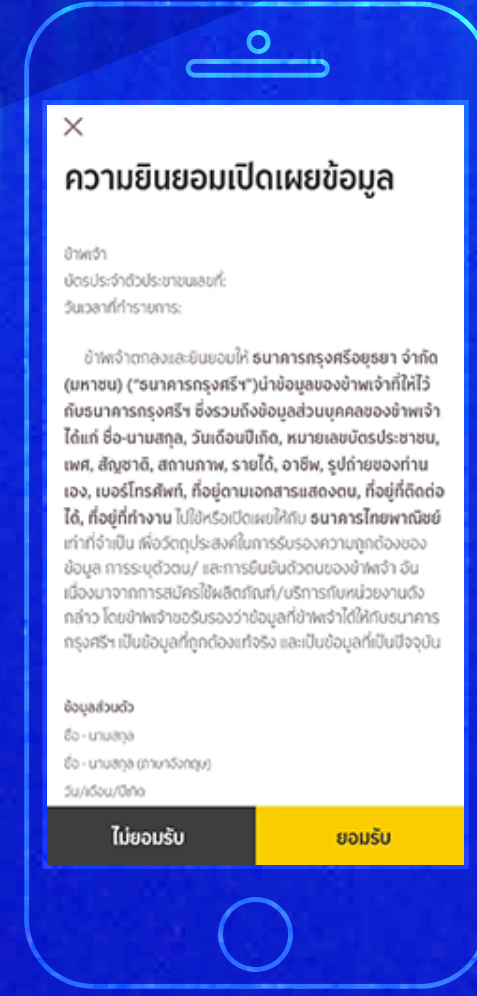 ความยินยอมเปิดเผยข้อมูล
ข้าพเจ้า
บัตรประจำตัวประชาชนเลขที่:
วันเวลาที่ทำรายการ:
ข้าพเจ้าตกลงและยินยอมให้ ธนาคารกรุงศรีอยุธยา จำกัด
(มหาชน) (“ธนาคารกรุงศรีฯ”)นำข้อมูลของข้าพเจ้าที่ให้ไว้
กับธนาคารกรุงศรีฯ ซึ่งรวมถึงข้อมูลส่วนบุคคลของข้าพเจ้า
ได้แก่ ชื่อ-นามสกุล, วันเดือนปีเกิด, หมายเลขบัตรประชาชน,
เพศ, สัญชาติ, สถานภาพ, รายได้, อาชีพ, รูปถ่ายของท่าน
เอง, เบอร์โทรศัพท์, ที่อยู่ตามเอกสารแสดงตน, ที่อยู่ที่ติดต่อ
ได้, ที่อยู่ที่ทำงาน ไปใช้หรือเปิดเผยให้กับ ธนาคารไทยพาณิชย์
เท่าที่จำเป็น เพื่อวัตถุประสงค์ในการรับรองความถูกต้องของ
ข้อมูล การระบุตัวตน/ และการยืนยันตัวตนของข้าพเจ้า อัน
เนื่องมาจากการสมัครใช้ผลิตภัณฑ์/บริการกับหน่วยงานดัง
กล่าว โดยข้าพเจ้าขอรับรองว่าข้อมูลที่ข้าพเจ้าได้ให้กับธนาคาร
กรุงศรีฯ เป็นข้อมูลที่ถูกต้องแท้จริง และเป็นข้อมูลที่เป็นปัจจุบัน
ข้อมูลส่วนตัว
ชื่อ - นามสกุล
ชื่อ - นามสกุล (ภาษาอังกฤษ)
วัน/เดือน/ปีเกิด
ไม่ยอมรับ
ยอมรับ